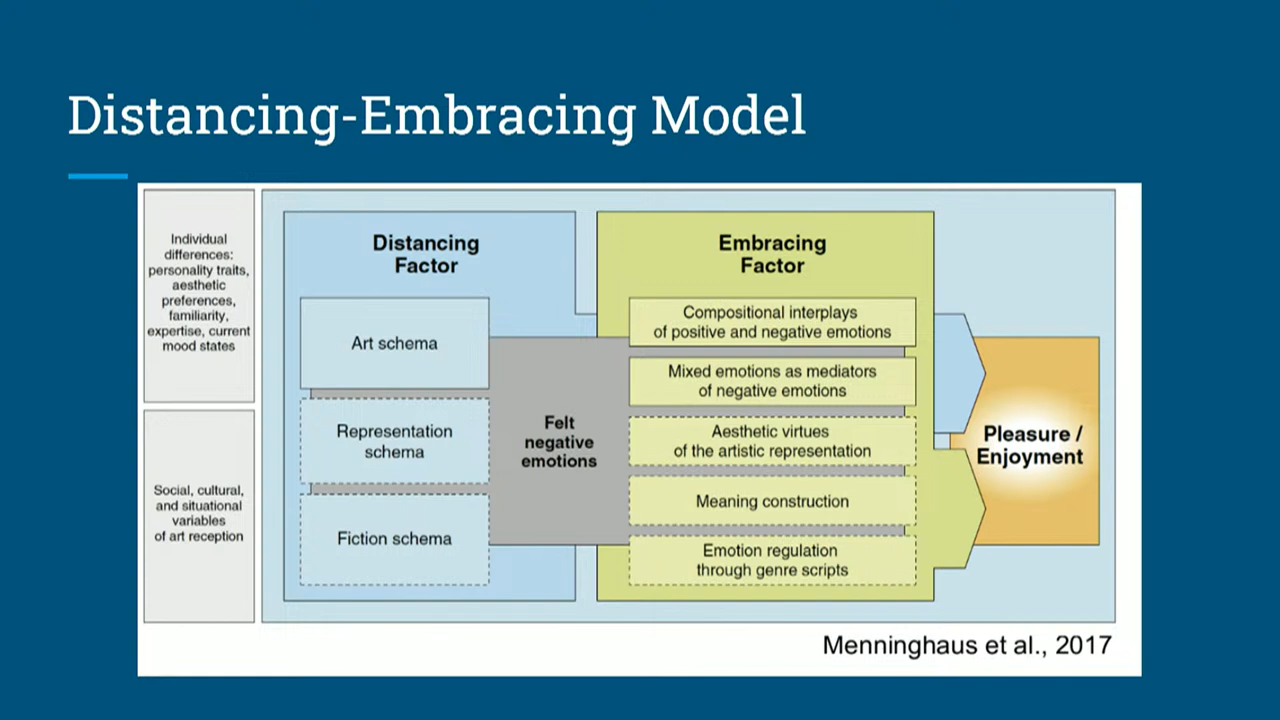 Distancing-Embracing Model
Individual
differences:
personality traits,
aesthetic
preferences,
familiarity,
expertise, current
mood states
Social, cultural,
and situational
variables
of art reception
Distancing
Factor
Art schema
Representation
schema
Fiction schema
Felt
negative
emotions
Embracing
Factor
Compositional interplays
of positive and negative emotions
Mixed emotions as mediators
of negative emotions
Aesthetic virtues
of the artistic representation
Meaning construction
Emotion regulation
through genre scripts
Pleasure /
Enjoyment
Menninghaus et al., 2017